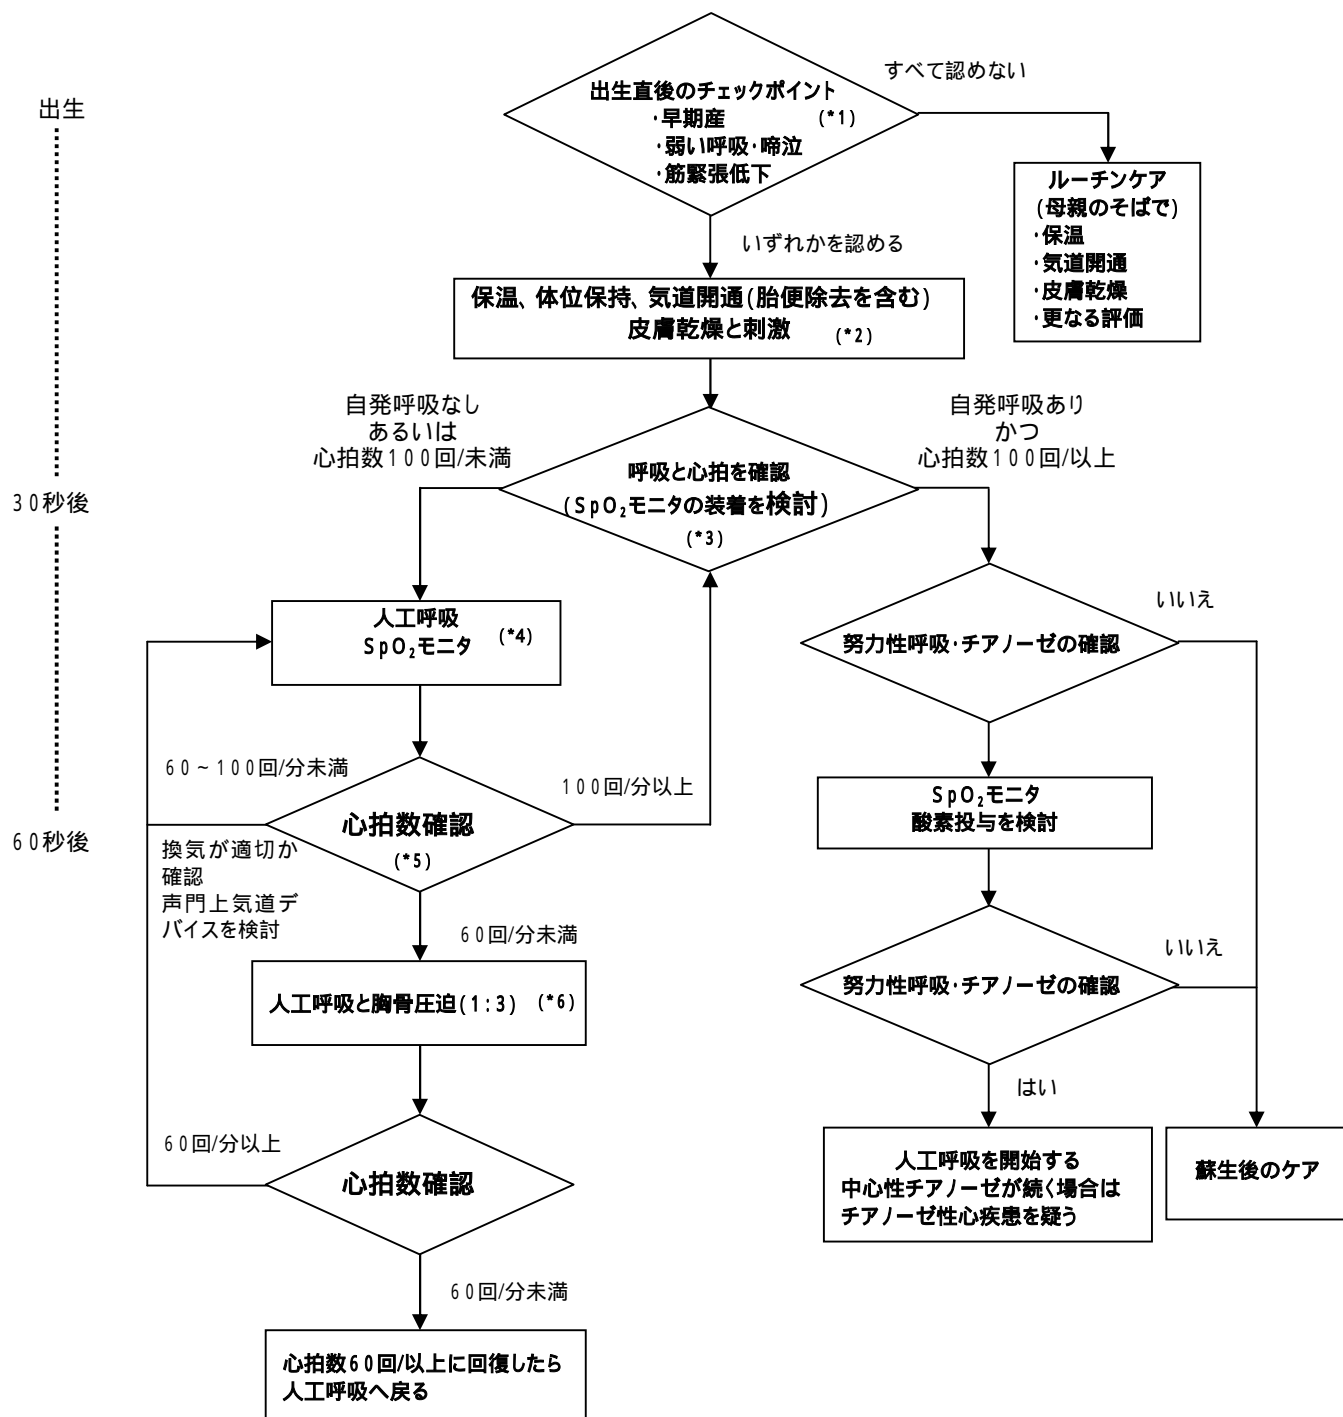 すべて認めない
出生
出生直後のチェックポイント
・早期産 (*1)
・弱い呼吸・啼泣
・筋緊張低下
ルーチンケア
(母親のそばで)
・保温
・気道開通
・皮膚乾燥
・更なる評価
いずれかを認める
保温、体位保持、気道開通(胎便除去を含む)
皮膚乾燥と刺激 (*2)
自発呼吸なし
あるいは
心拍数100回/未満
自発呼吸あり
かつ
心拍数100回/以上
30秒後
呼吸と心拍を確認
(SpO₂モニタの装着を検討)
(*3)
人工呼吸
SpO₂モニタ (*4)
いいえ
努力性呼吸・チアノーゼの確認
60~100回/分未満
100回/分以上
心拍数確認
(*5)
60秒後
換気が適切か
確認
声門上気道デ
バイスを検討
SpO₂モニタ
酸素投与を検討
60回/分未満
いいえ
人工呼吸と胸骨圧迫(1:3) (*6)
努力性呼吸・チアノーゼの確認
はい
60回/分以上
心拍数確認
人工呼吸を開始する
中心性チアノーゼが続く場合は
チアノーゼ性心疾患を疑う
蘇生後のケア
60回/分未満
心拍数60回/以上に回復したら
人工呼吸へ戻る